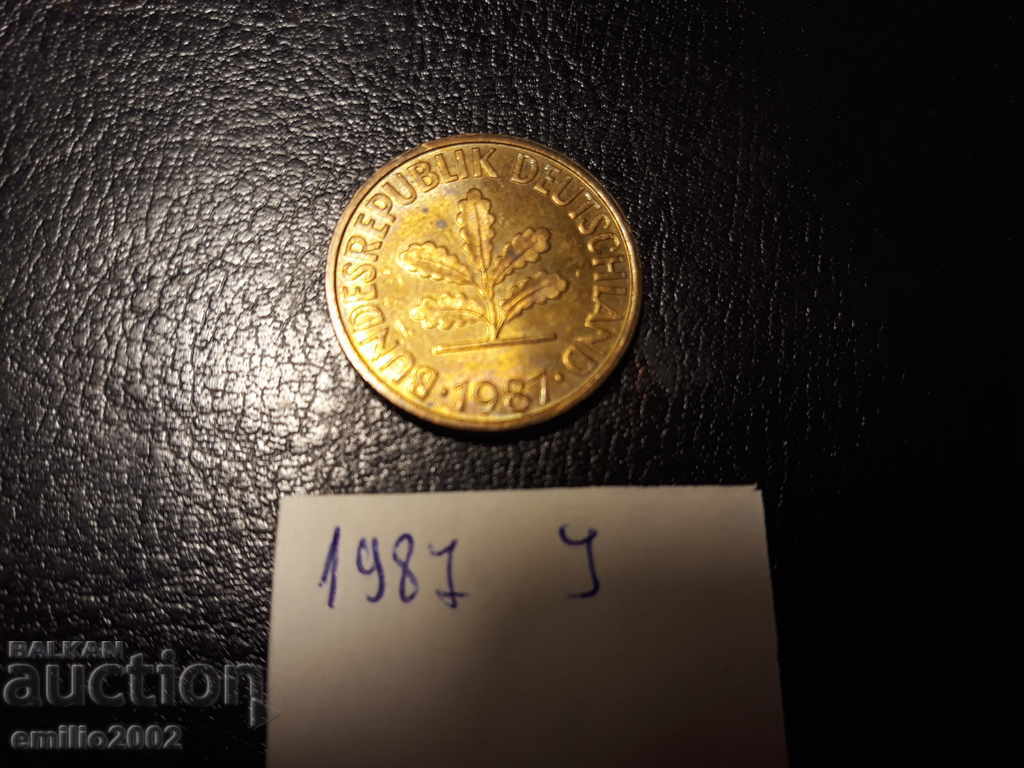 BUNDESREPUBLIK DEUTSCHLAND
· 1987 ·
1987 J
BALKAN
auction
emilio2002